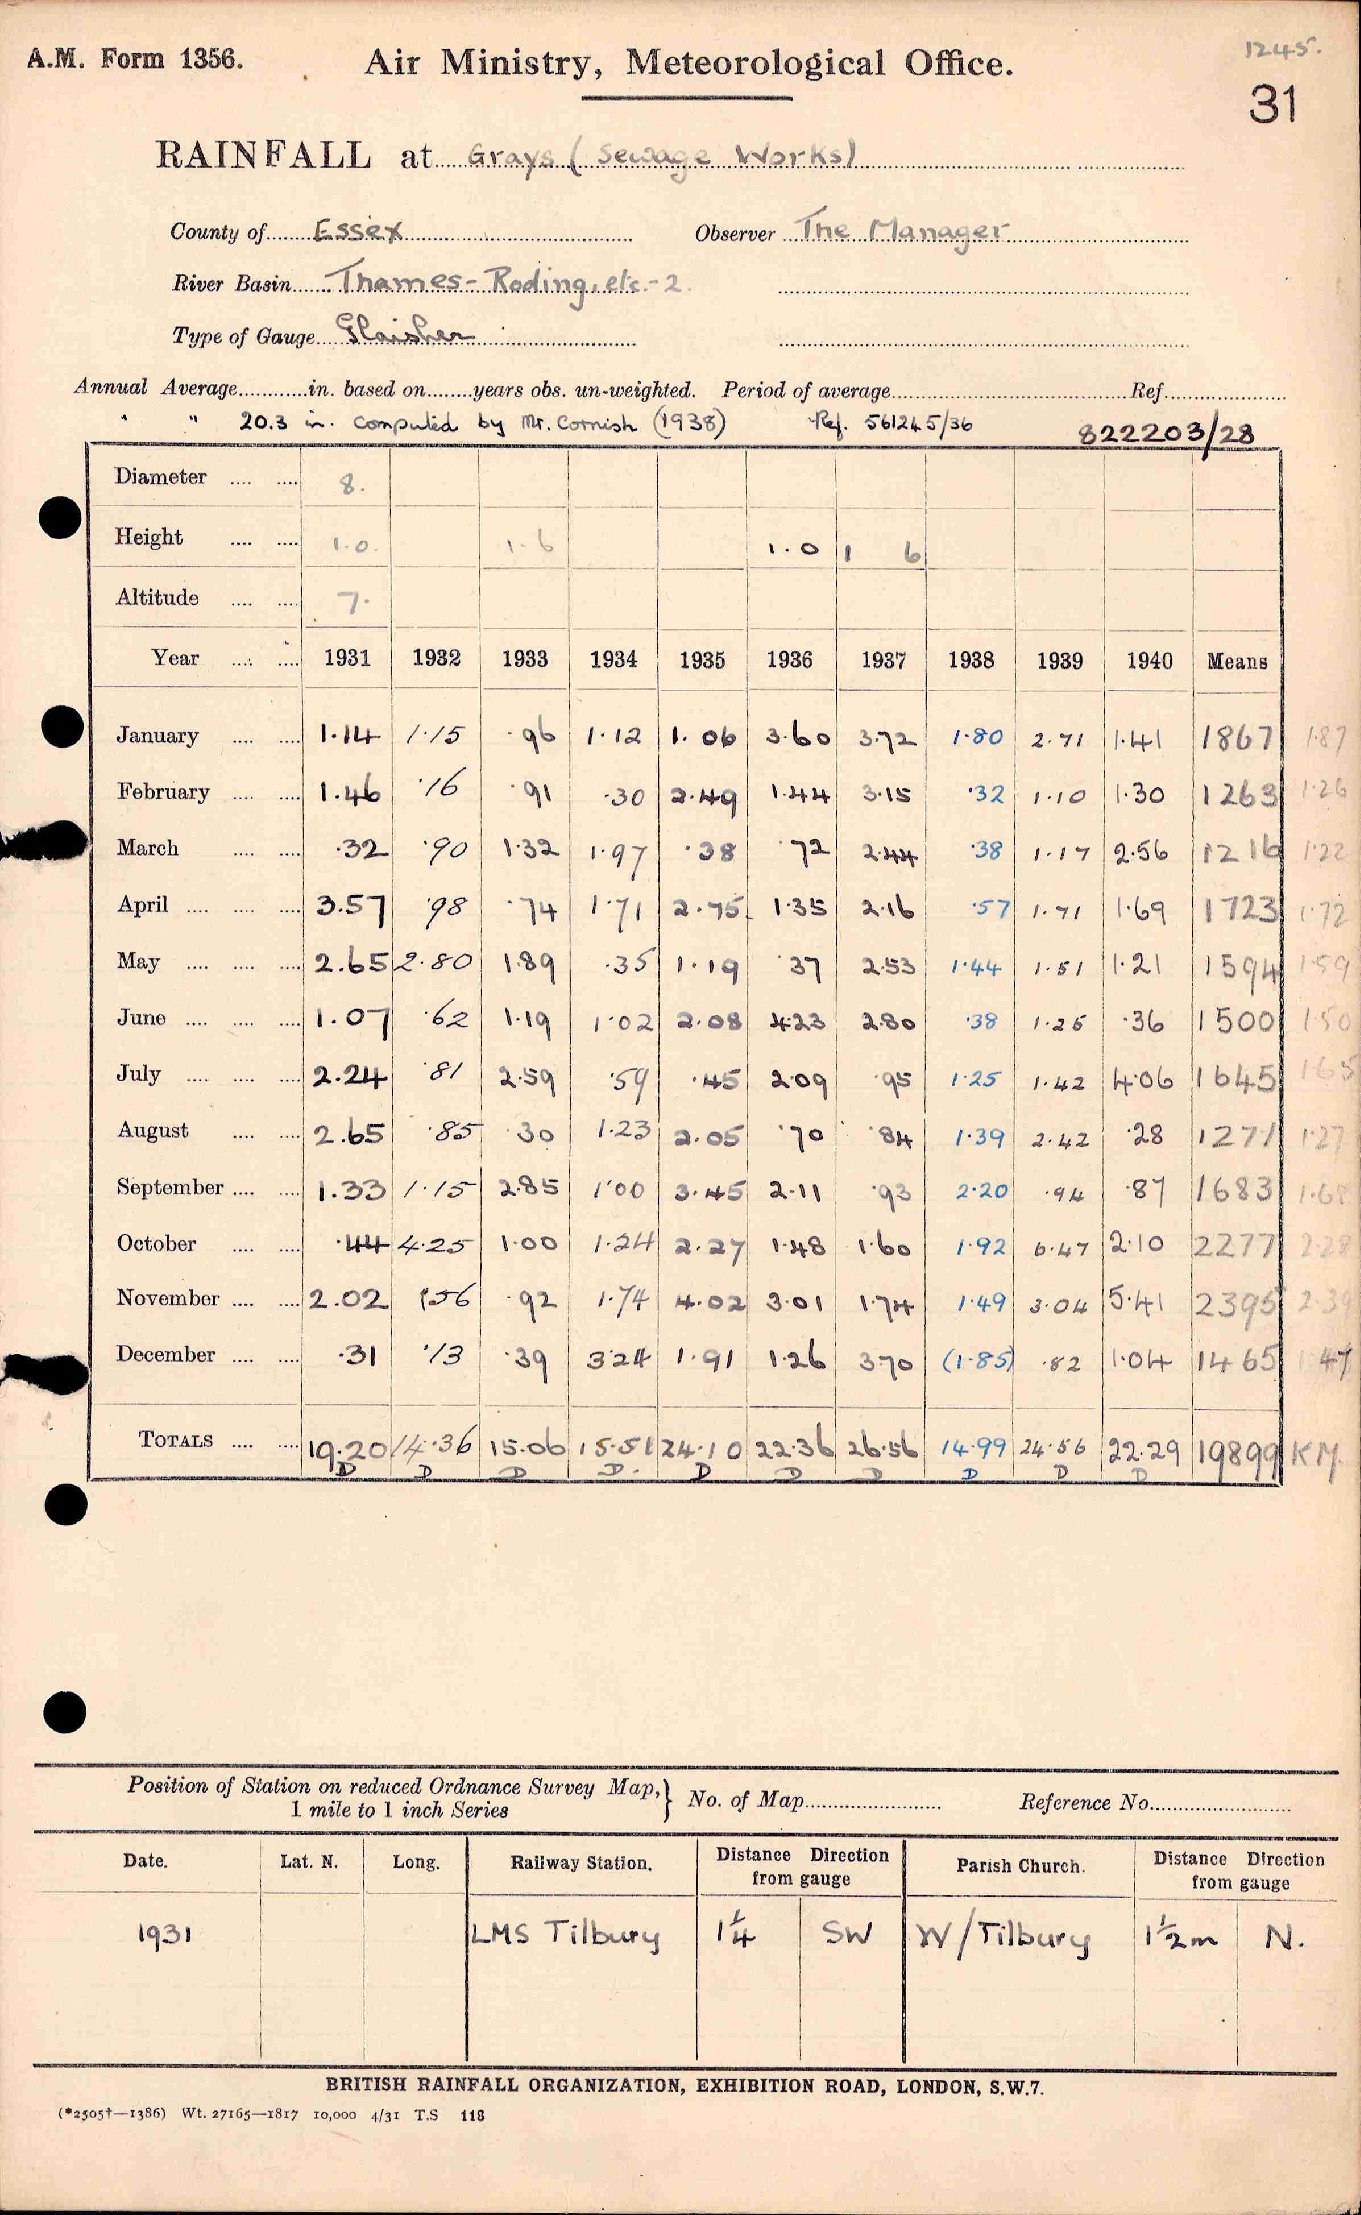 A.M. Form 1356.
Air Ministry, Meteorological Office.
1245.
31
RAINFALL at Grays (Sewage Works)
County of Essex Observer The Manager
River Basin Thames - Roding, etc. - 2.
Type of Gauge Glaisher
Annual Average in. based on years obs. un-weighted. Period of average Ref.
" " 20.3 in. computed by Mr. Cornish (1938) Ref. 561245/36 822203/28
Diameter 8.
Height 1.0. 1.6 1.0 1 6
Altitude 7.
Year 1931 1932 1933 1934 1935 1936 1937 1938 1939 1940 Means
January 1.14 1.15 .96 1.12 1.06 3.60 3.72 1.80 2.71 1.41 1867 1.87
February 1.46 .16 .91 .30 2.49 1.44 3.15 .32 1.10 1.30 1263 1.26
March .32 .90 1.32 1.97 .38 .72 2.44 .38 1.17 2.56 1216 1.22
April 3.57 .98 .74 1.71 2.75 1.35 2.16 .57 1.71 1.69 1723 1.72
May 2.65 2.80 1.89 .35 1.19 .37 2.53 1.44 1.51 1.21 1594 1.59
June 1.07 .62 1.19 1.02 2.08 4.23 2.80 .38 1.25 .36 1500 1.50
July 2.24 .81 2.59 .59 .45 2.09 .95 1.25 1.42 4.06 1645 1.65
August 2.65 .85 .30 1.23 2.05 .70 .84 1.39 2.42 .28 1271 1.27
September 1.33 1.15 2.85 1.00 3.45 2.11 .93 2.20 .94 .87 1683 1.68
October .44 4.25 1.00 1.24 2.27 1.48 1.60 1.92 6.47 2.10 2277 2.28
November 2.02 .56 .92 1.74 4.02 3.01 1.74 1.49 3.04 5.41 2395 2.39
December .31 .13 .39 3.24 1.91 1.26 3.70 (1.85) .82 1.04 1465 1.47
TOTALS 19.20 14.36 15.06 15.51 24.10 22.36 26.56 14.99 24.56 22.29 19899 KM.
D D D D. D D D D D D
Position of Station on reduced Ordnance Survey Map, } No. of Map Reference No.
1 mile to 1 inch Series
Date. Lat. N. Long. Railway Station. Distance Direction from gauge Parish Church. Distance Direction from gauge
1931 LMS Tilbury 1¼ SW W/Tilbury 1½m N.
BRITISH RAINFALL ORGANIZATION, EXHIBITION ROAD, LONDON, S.W.7.
(*2505†—1386) Wt. 27165—1817 10,000 4/31 T.S 118